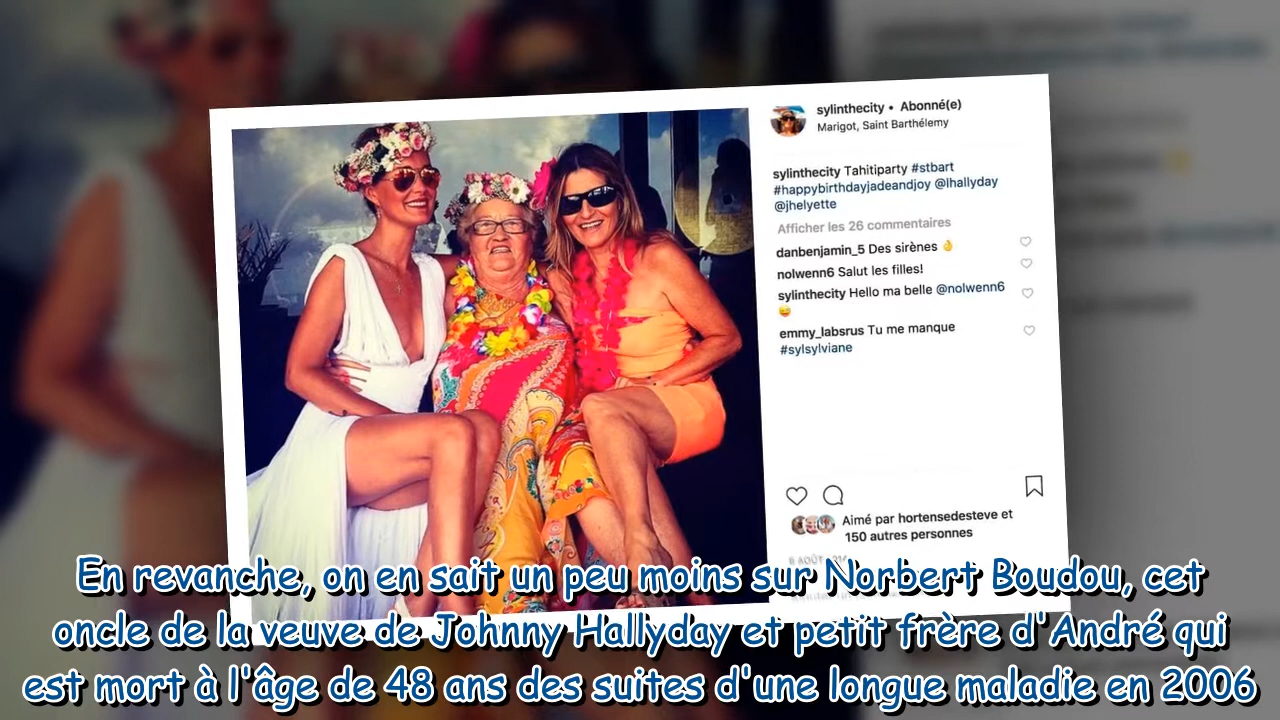 sylinthecity • Abonné(e)
Marigot, Saint Barthélemy
sylinthecity Tahitiparty #stbart
#happybirthdayjadeandjoy @lhallyday
@jhelyette
Afficher les 26 commentaires
danbenjamin_5 Des sirènes 👌
nolwenn6 Salut les filles!
sylinthecity Hello ma belle @nolwenn6
😄
emmy_labsrus Tu me manque
#sylsylviane
Aimé par hortensedesteve et
150 autres personnes
En revanche, on en sait un peu moins sur Norbert Boudou, cet
oncle de la veuve de Johnny Hallyday et petit frère d'André qui
est mort à l'âge de 48 ans des suites d'une longue maladie en 2006